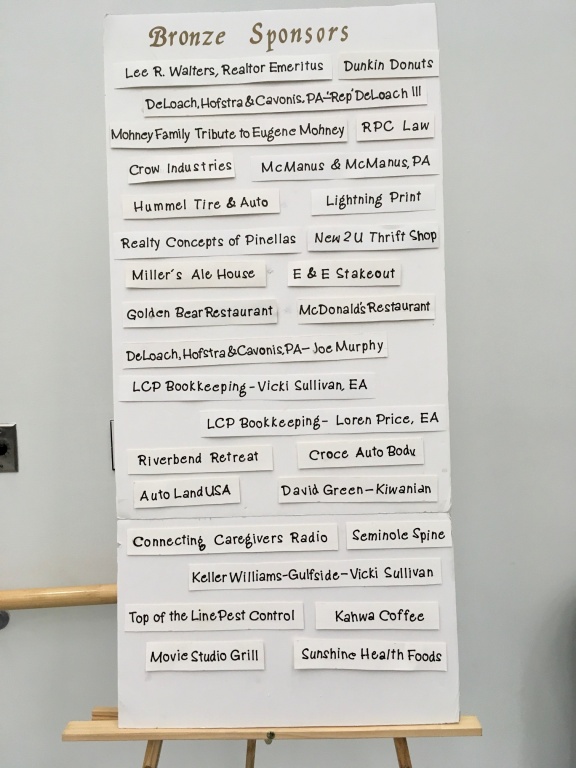 Bronze Sponsors
Lee R. Walters, Realtor Emeritus Dunkin Donuts
DeLoach, Hofstra & Cavonis, PA-"Rep" DeLoach III
Mohney Family Tribute to Eugene Mohney RPC Law
Crow Industries McManus & McManus, PA
Hummel Tire & Auto Lightning Print
Realty Concepts of Pinellas New 2 U Thrift Shop
Miller's Ale House E & E Stakeout
Golden Bear Restaurant McDonald's Restaurant
DeLoach, Hofstra & Cavonis, PA- Joe Murphy
LCP Bookkeeping - Vicki Sullivan, EA
LCP Bookkeeping- Loren Price, EA
Riverbend Retreat Croce Auto Body
Auto Land USA David Green-Kiwanian
Connecting Caregivers Radio Seminole Spine
Keller Williams-Gulfside-Vicki Sullivan
Top of the Line Pest Control Kahwa Coffee
Movie Studio Grill Sunshine Health Foods